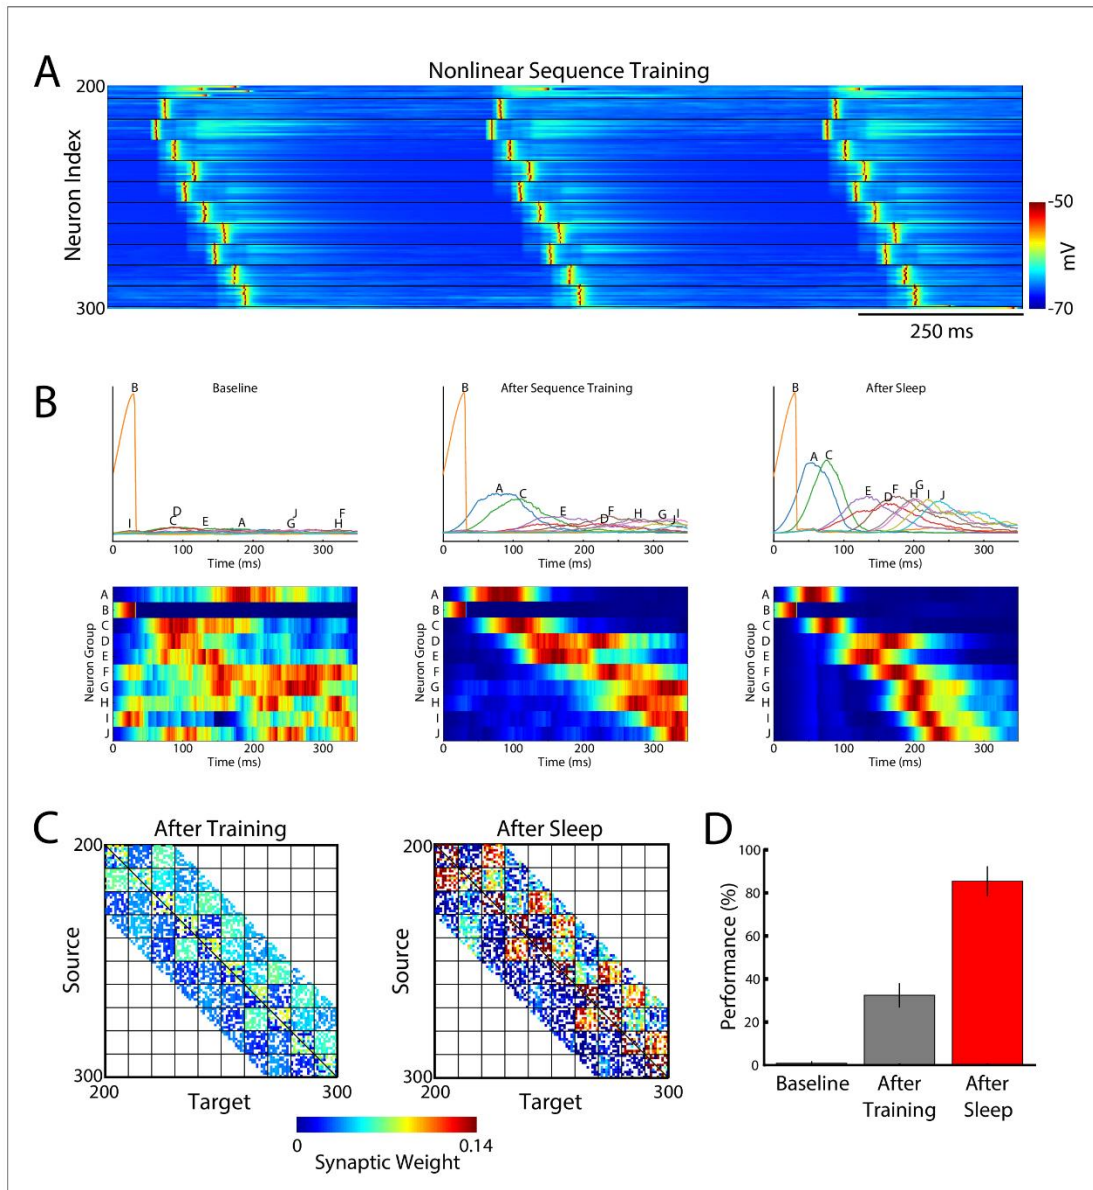 A
Nonlinear Sequence Training
200
Neuron Index
300
-50
mV
-70
250 ms
B
Baseline
B
I
C
D
E
A
J
G
F
H
0 100 200 300
Time (ms)
After Sequence Training
B
A
C
E
D
F
H
G
I
0 100 200 300
Time (ms)
After Sleep
B
A
C
E
D
F
H
G
I
J
0 100 200 300
Time (ms)
Neuron Group
A
B
C
D
E
F
G
H
I
J
0 100 200 300
Time (ms)
Neuron Group
A
B
C
D
E
F
G
H
I
J
0 100 200 300
Time (ms)
Neuron Group
A
B
C
D
E
F
G
H
I
J
0 100 200 300
Time (ms)
C
After Training
200
Source
300
200 300
Target
After Sleep
200
Source
300
200 300
Target
0 0.14
Synaptic Weight
D
Performance (%)
100
80
60
40
20
0
Baseline
After
Training
After
Sleep